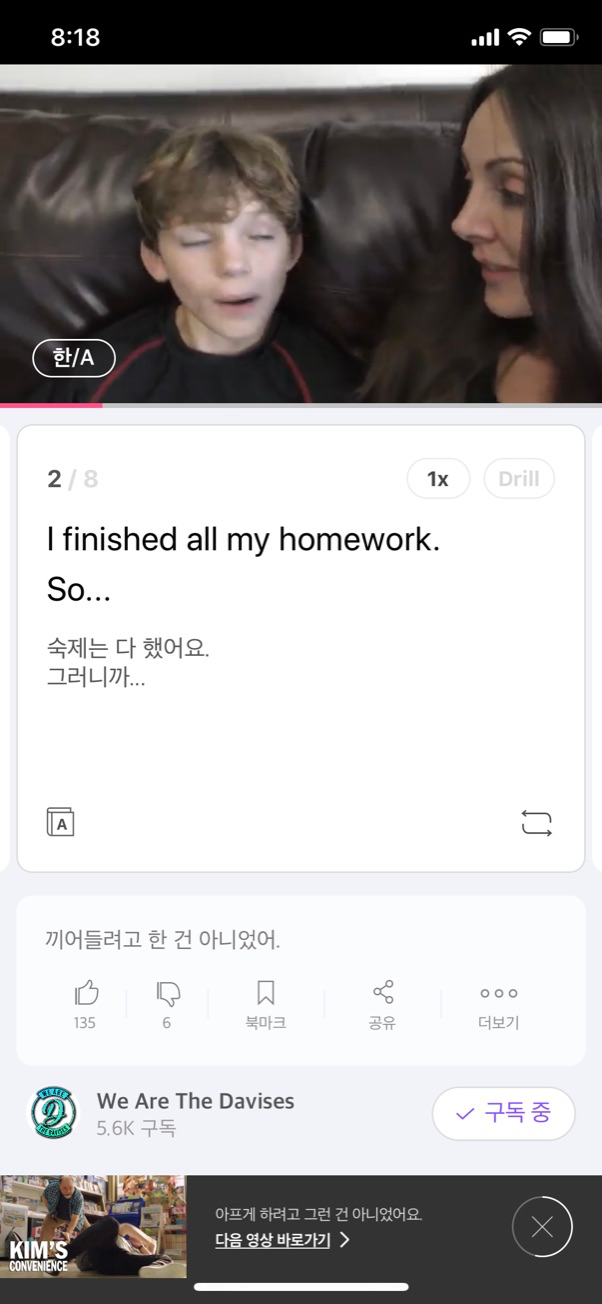 8:18
한/A
2 / 8
1x
Drill
I finished all my homework.
So...
숙제는 다 했어요.
그러니까...
A
끼어들려고 한 건 아니었어.
135
6
북마크
공유
더보기
WE ARE
D
THE DAVISES
We Are The Davises
5.6K 구독
구독 중
KIM'S
CONVENIENCE
아프게 하려고 그런 건 아니었어요.
다음 영상 바로가기